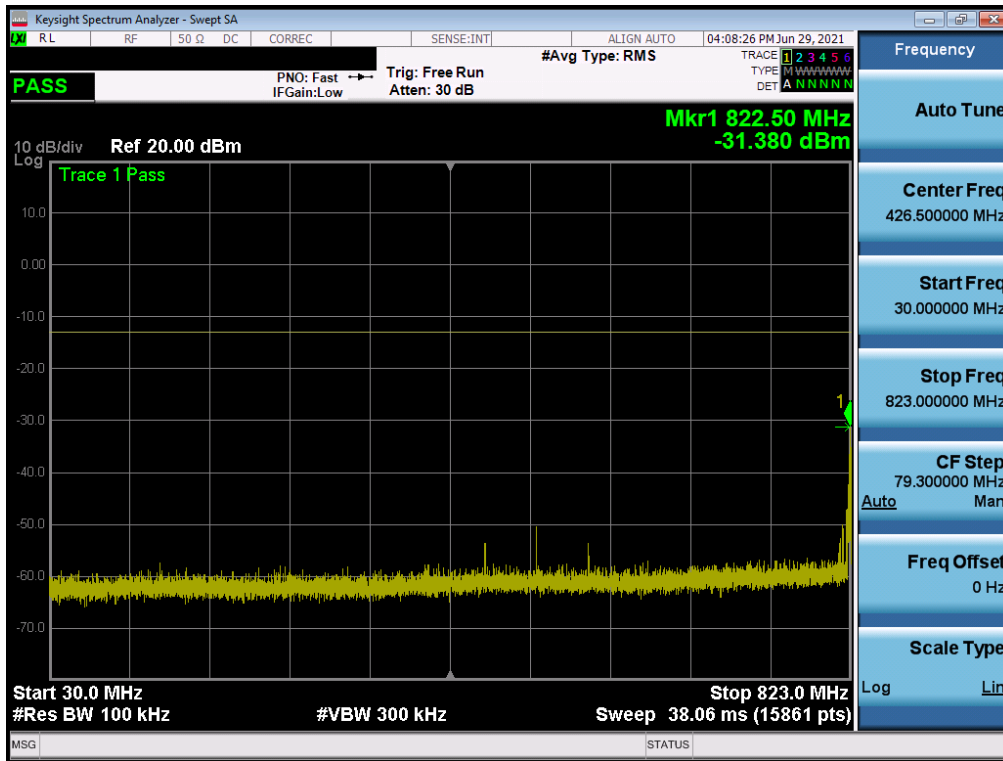 Keysight Spectrum Analyzer - Swept SA
LXI RL RF 50 Ω DC CORREC SENSE:INT ALIGN AUTO 04:08:26 PM Jun 29, 2021
PASS
PNO: Fast
IFGain:Low
Trig: Free Run
Atten: 30 dB
#Avg Type: RMS
TRACE 1 2 3 4 5 6
TYPE M WWWWW
DET A N N N N N
Mkr1 822.50 MHz
-31.380 dBm
10 dB/div Ref 20.00 dBm
Log
Trace 1 Pass
10.0
0.00
-10.0
-20.0
1
-30.0
-40.0
-50.0
-60.0
-70.0
Start 30.0 MHz Stop 823.0 MHz
#Res BW 100 kHz #VBW 300 kHz Sweep 38.06 ms (15861 pts)
MSG STATUS
Frequency
Auto Tune
Center Freq
426.500000 MHz
Start Freq
30.000000 MHz
Stop Freq
823.000000 MHz
CF Step
79.300000 MHz
Auto Man
Freq Offset
0 Hz
Scale Type
Log Lin